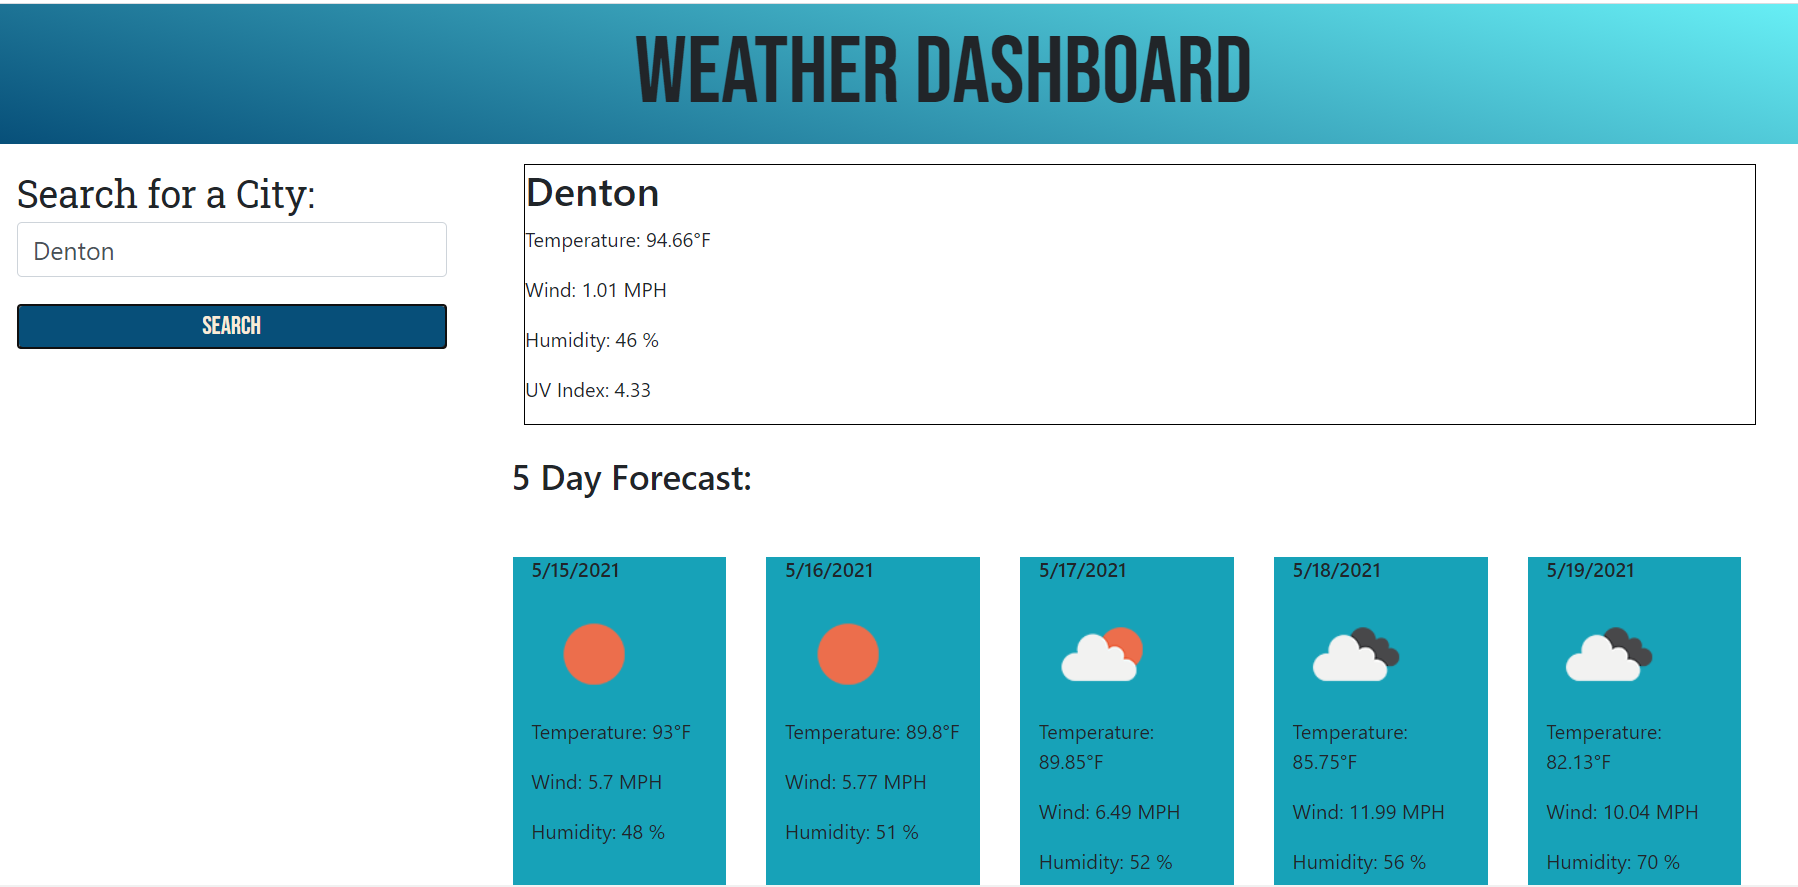 WEATHER DASHBOARD
Search for a City:
Denton
SEARCH
Denton
Temperature: 94.66°F
Wind: 1.01 MPH
Humidity: 46 %
UV Index: 4.33
5 Day Forecast:
5/15/2021
Temperature: 93°F
Wind: 5.7 MPH
Humidity: 48 %
5/16/2021
Temperature: 89.8°F
Wind: 5.77 MPH
Humidity: 51 %
5/17/2021
Temperature:
89.85°F
Wind: 6.49 MPH
Humidity: 52 %
5/18/2021
Temperature:
85.75°F
Wind: 11.99 MPH
Humidity: 56 %
5/19/2021
Temperature:
82.13°F
Wind: 10.04 MPH
Humidity: 70 %